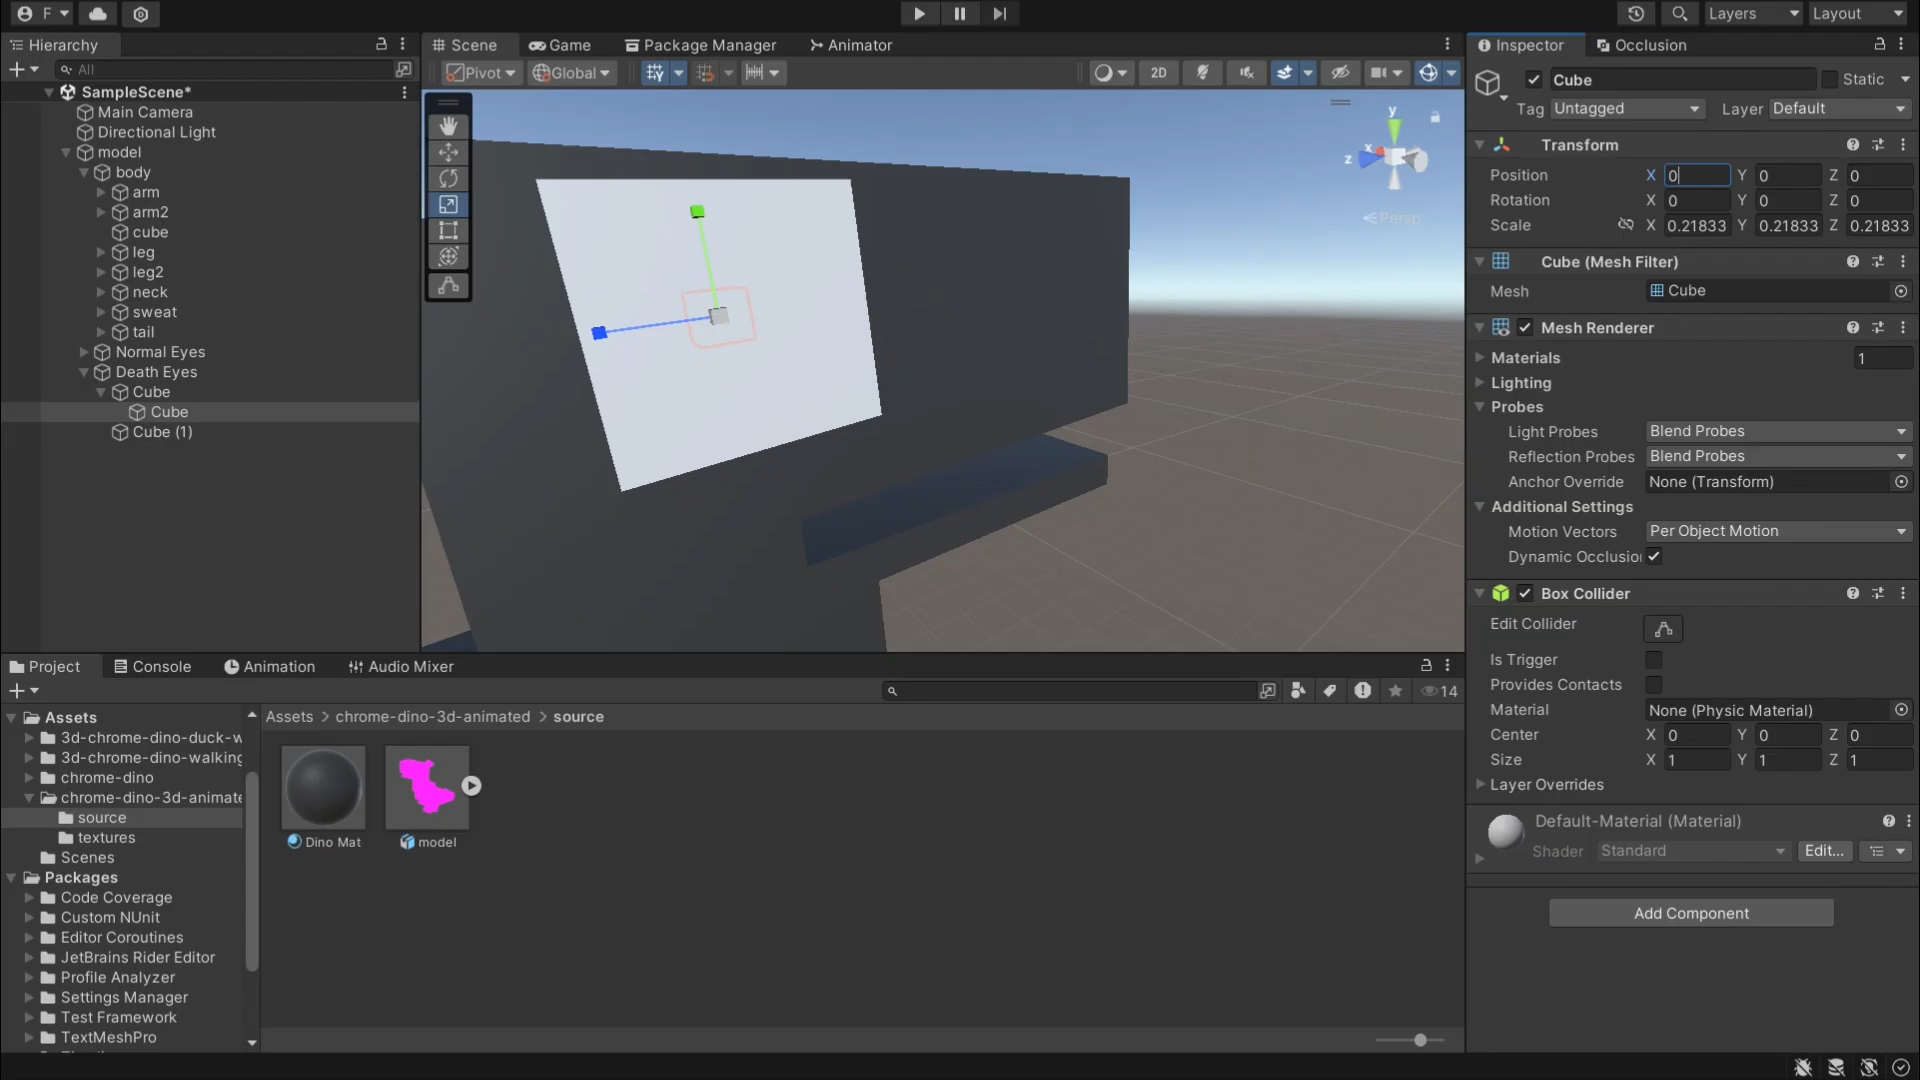 F
Layers
Layout
Hierarchy
All
SampleScene*
Main Camera
Directional Light
model
body
arm
arm2
cube
leg
leg2
neck
sweat
tail
Normal Eyes
Death Eyes
Cube
Cube
Cube (1)
Scene
Game
Package Manager
Animator
Pivot
Global
2D
y
x
z
Persp
Inspector
Occlusion
Cube
Static
Tag Untagged
Layer Default
Transform
Position X 0 Y 0 Z 0
Rotation X 0 Y 0 Z 0
Scale X 0.21833 Y 0.21833 Z 0.21833
Cube (Mesh Filter)
Mesh Cube
Mesh Renderer
Materials 1
Lighting
Probes
Light Probes Blend Probes
Reflection Probes Blend Probes
Anchor Override None (Transform)
Additional Settings
Motion Vectors Per Object Motion
Dynamic Occlusio
Box Collider
Edit Collider
Is Trigger
Provides Contacts
Material None (Physic Material)
Center X 0 Y 0 Z 0
Size X 1 Y 1 Z 1
Layer Overrides
Default-Material (Material)
Shader Standard Edit...
Add Component
Project
Console
Animation
Audio Mixer
14
Assets
3d-chrome-dino-duck-w
3d-chrome-dino-walking
chrome-dino
chrome-dino-3d-animate
source
textures
Scenes
Packages
Code Coverage
Custom NUnit
Editor Coroutines
JetBrains Rider Editor
Profile Analyzer
Settings Manager
Test Framework
TextMeshPro
Assets > chrome-dino-3d-animated > source
Dino Mat
model